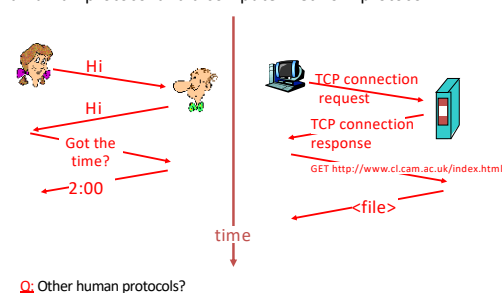 Hi
Hi
Got the
time?
2:00
TCP connection
request
TCP connection
response
GET http://www.cl.cam.ac.uk/index.html
<file>
time
Q: Other human protocols?